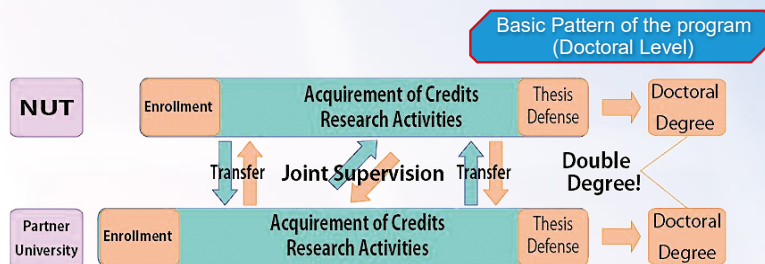 Basic Pattern of the program
(Doctoral Level)
NUT
Enrollment
Acquirement of Credits
Research Activities
Thesis
Defense
Doctoral
Degree
Transfer
Joint Supervision
Transfer
Double
Degree!
Partner
University
Enrollment
Acquirement of Credits
Research Activities
Thesis
Defense
Doctoral
Degree